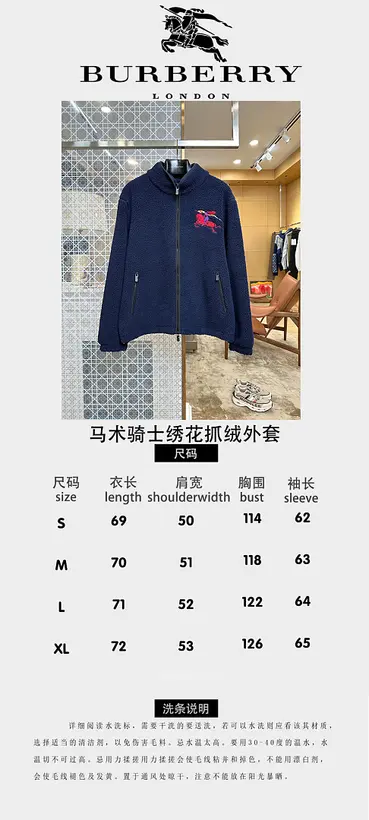 BURBERRY
LONDON
马术骑士绣花抓绒外套
尺码
尺码 衣长 肩宽 胸围 袖长
size length shoulderwidth bust sleeve
S 69 50 114 62
M 70 51 118 63
L 71 52 122 64
XL 72 53 126 65
洗条说明
详细阅读水洗标，需要干洗的要送洗，若可以水洗则应看该其材质，
选择适当的清洁剂，以免伤害毛料。忌水温太高，要用30-40度的温水，水
温切不可过高。忌用力揉搓用力揉搓会使毛线粘并和掉色，不能用漂白剂，
会使毛线褪色及发黄。置于通风处晾干，注意不能放在阳光暴晒。